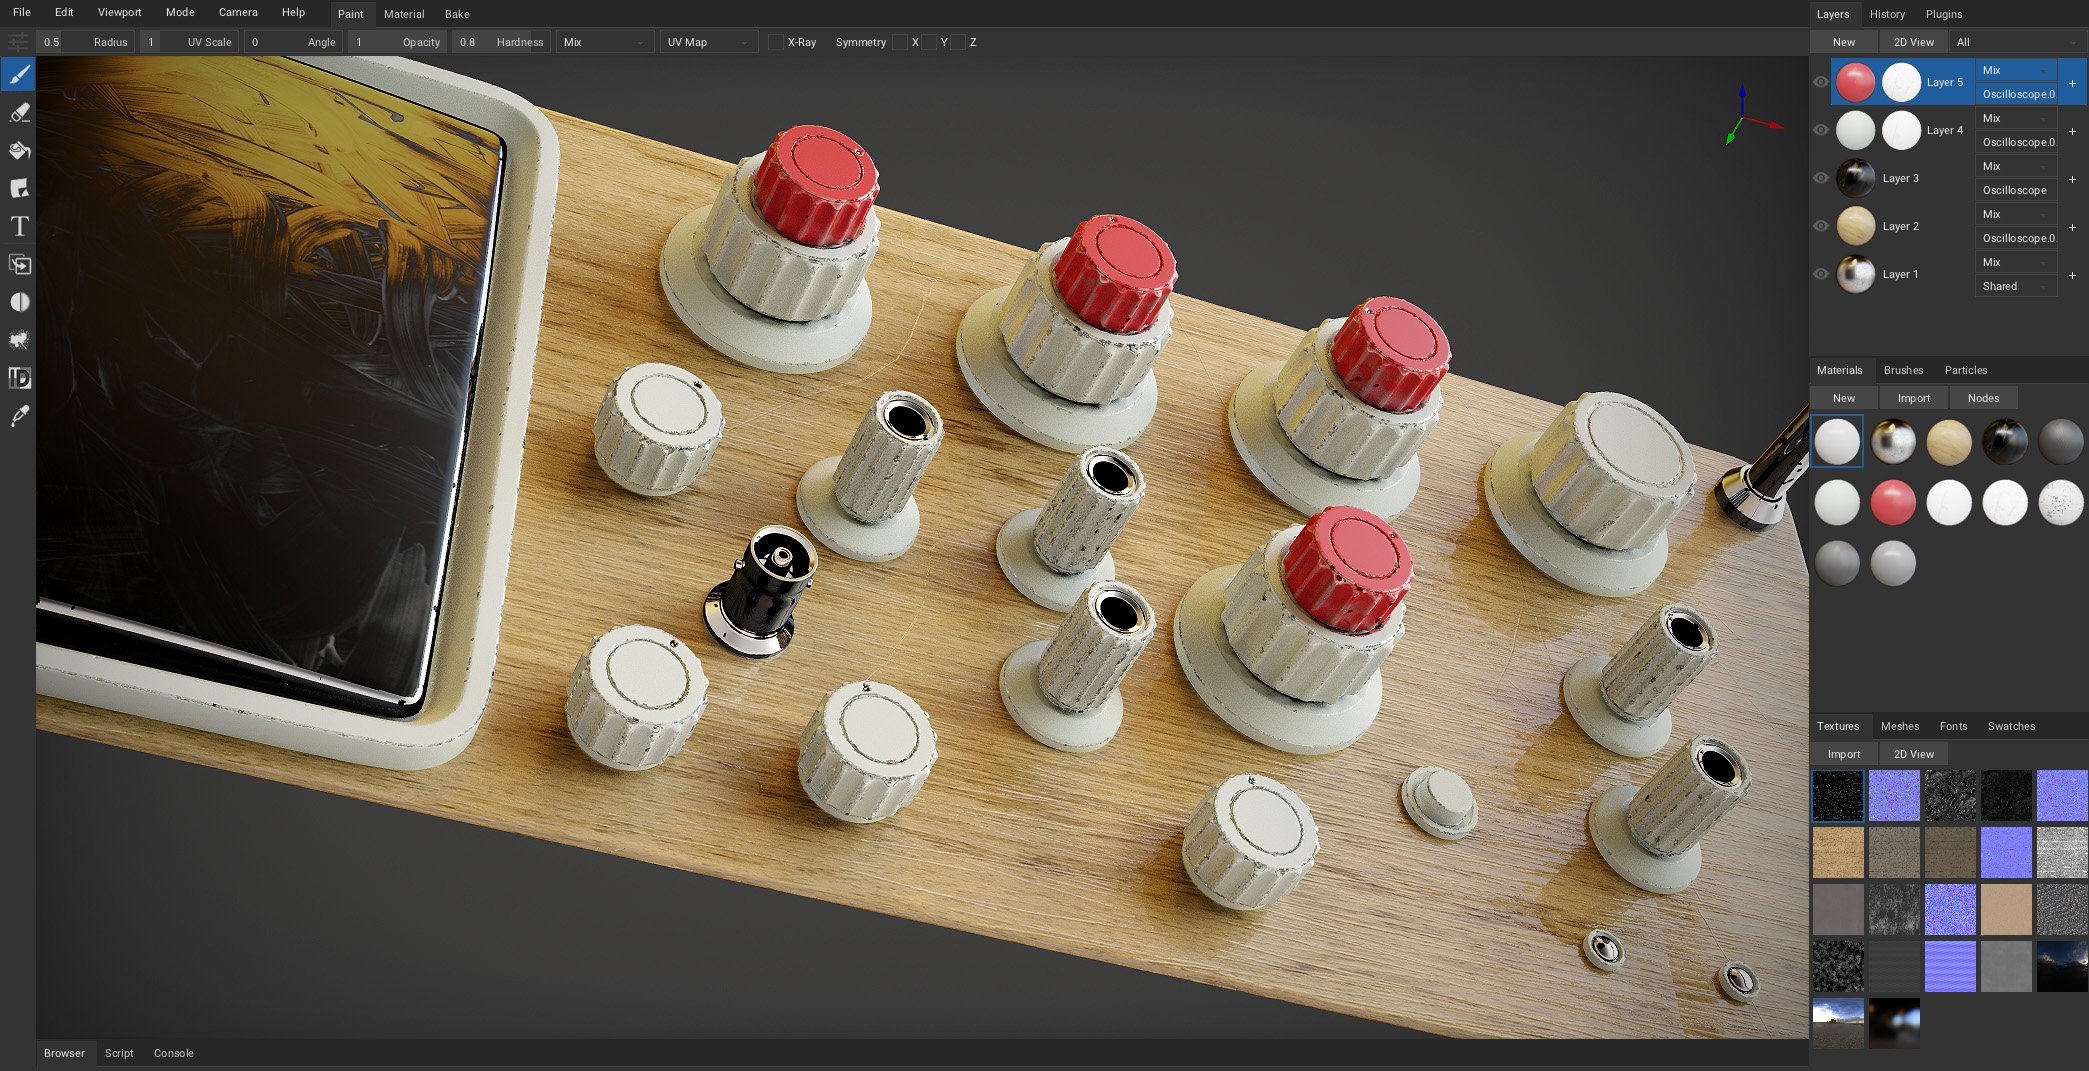 File Edit Viewport Mode Camera Help Paint Material Bake
0.5 Radius 1 UV Scale 0 Angle 1 Opacity 0.8 Hardness Mix UV Map X-Ray Symmetry X Y Z
T
ID
Layers History Plugins
New 2D View All
Layer 5 Mix
Oscilloscope.0
Layer 4 Mix
Oscilloscope.0
Layer 3 Mix
Oscilloscope
Layer 2 Mix
Oscilloscope.0
Layer 1 Mix
Shared
Materials Brushes Particles
New Import Nodes
Textures Meshes Fonts Swatches
Import 2D View
Browser Script Console